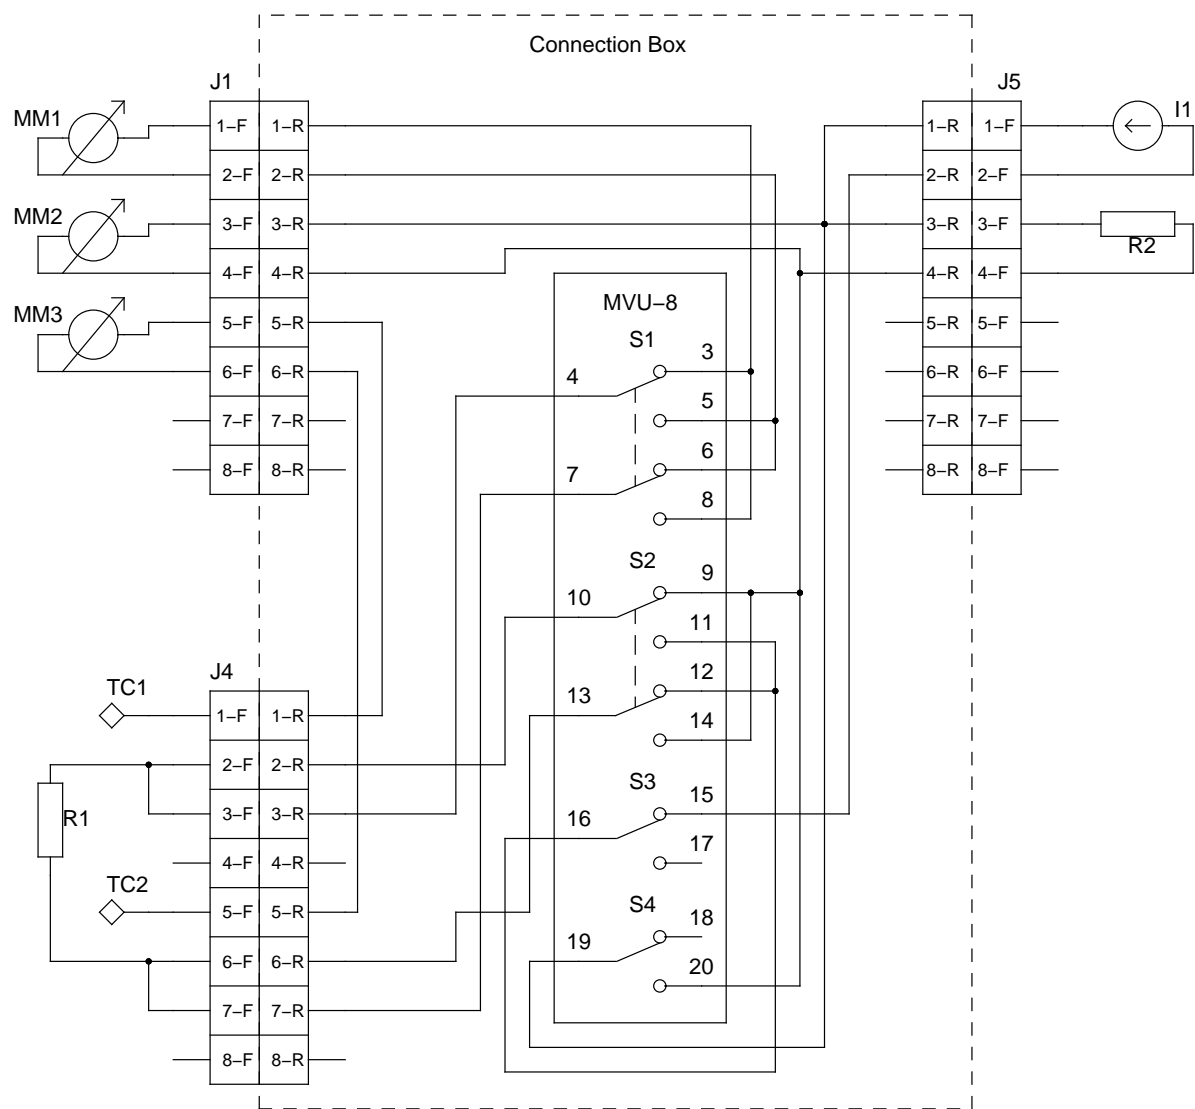 Connection Box
J1
J5
MM1
1–F 1–R
1–R 1–F
I1
2–F 2–R
2–R 2–F
MM2
3–F 3–R
3–R 3–F
R2
4–F 4–R
4–R 4–F
MM3
5–F 5–R
5–R 5–F
6–F 6–R
6–R 6–F
7–F 7–R
7–R 7–F
8–F 8–R
8–R 8–F
MVU–8
S1
3
4
5
6
7
8
S2
9
10
11
12
13
14
S3
15
16
17
S4
18
19
20
J4
TC1
1–F 1–R
2–F 2–R
R1
3–F 3–R
4–F 4–R
TC2
5–F 5–R
6–F 6–R
7–F 7–R
8–F 8–R